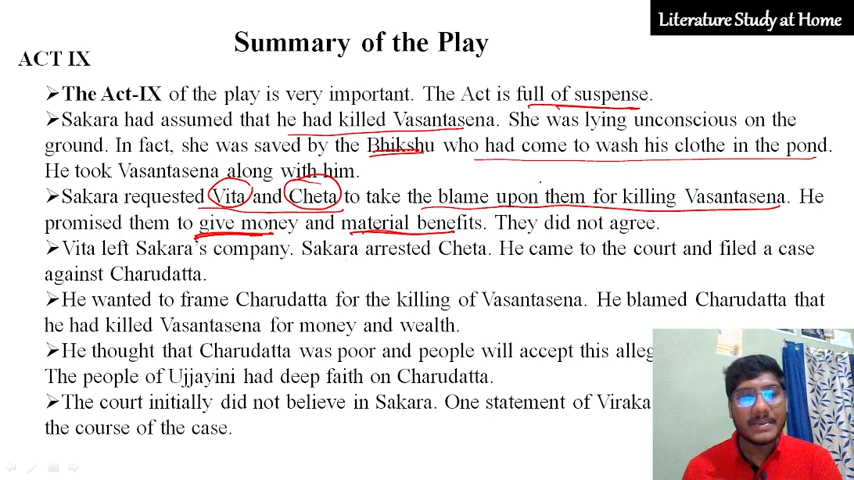 Literature Study at Home
Summary of the Play
ACT IX
➢The Act-IX of the play is very important. The Act is full of suspense.
➢Sakara had assumed that he had killed Vasantasena. She was lying unconscious on the
ground. In fact, she was saved by the Bhikshu who had come to wash his clothe in the pond.
He took Vasantasena along with him.
➢Sakara requested Vita and Cheta to take the blame upon them for killing Vasantasena. He
promised them to give money and material benefits. They did not agree.
➢Vita left Sakara's company. Sakara arrested Cheta. He came to the court and filed a case
against Charudatta.
➢He wanted to frame Charudatta for the killing of Vasantasena. He blamed Charudatta that
he had killed Vasantasena for money and wealth.
➢He thought that Charudatta was poor and people will accept this
The people of Ujjayini had deep faith on Charudatta.
➢The court initially did not believe in Sakara. One statement of Viraka
the course of the case.